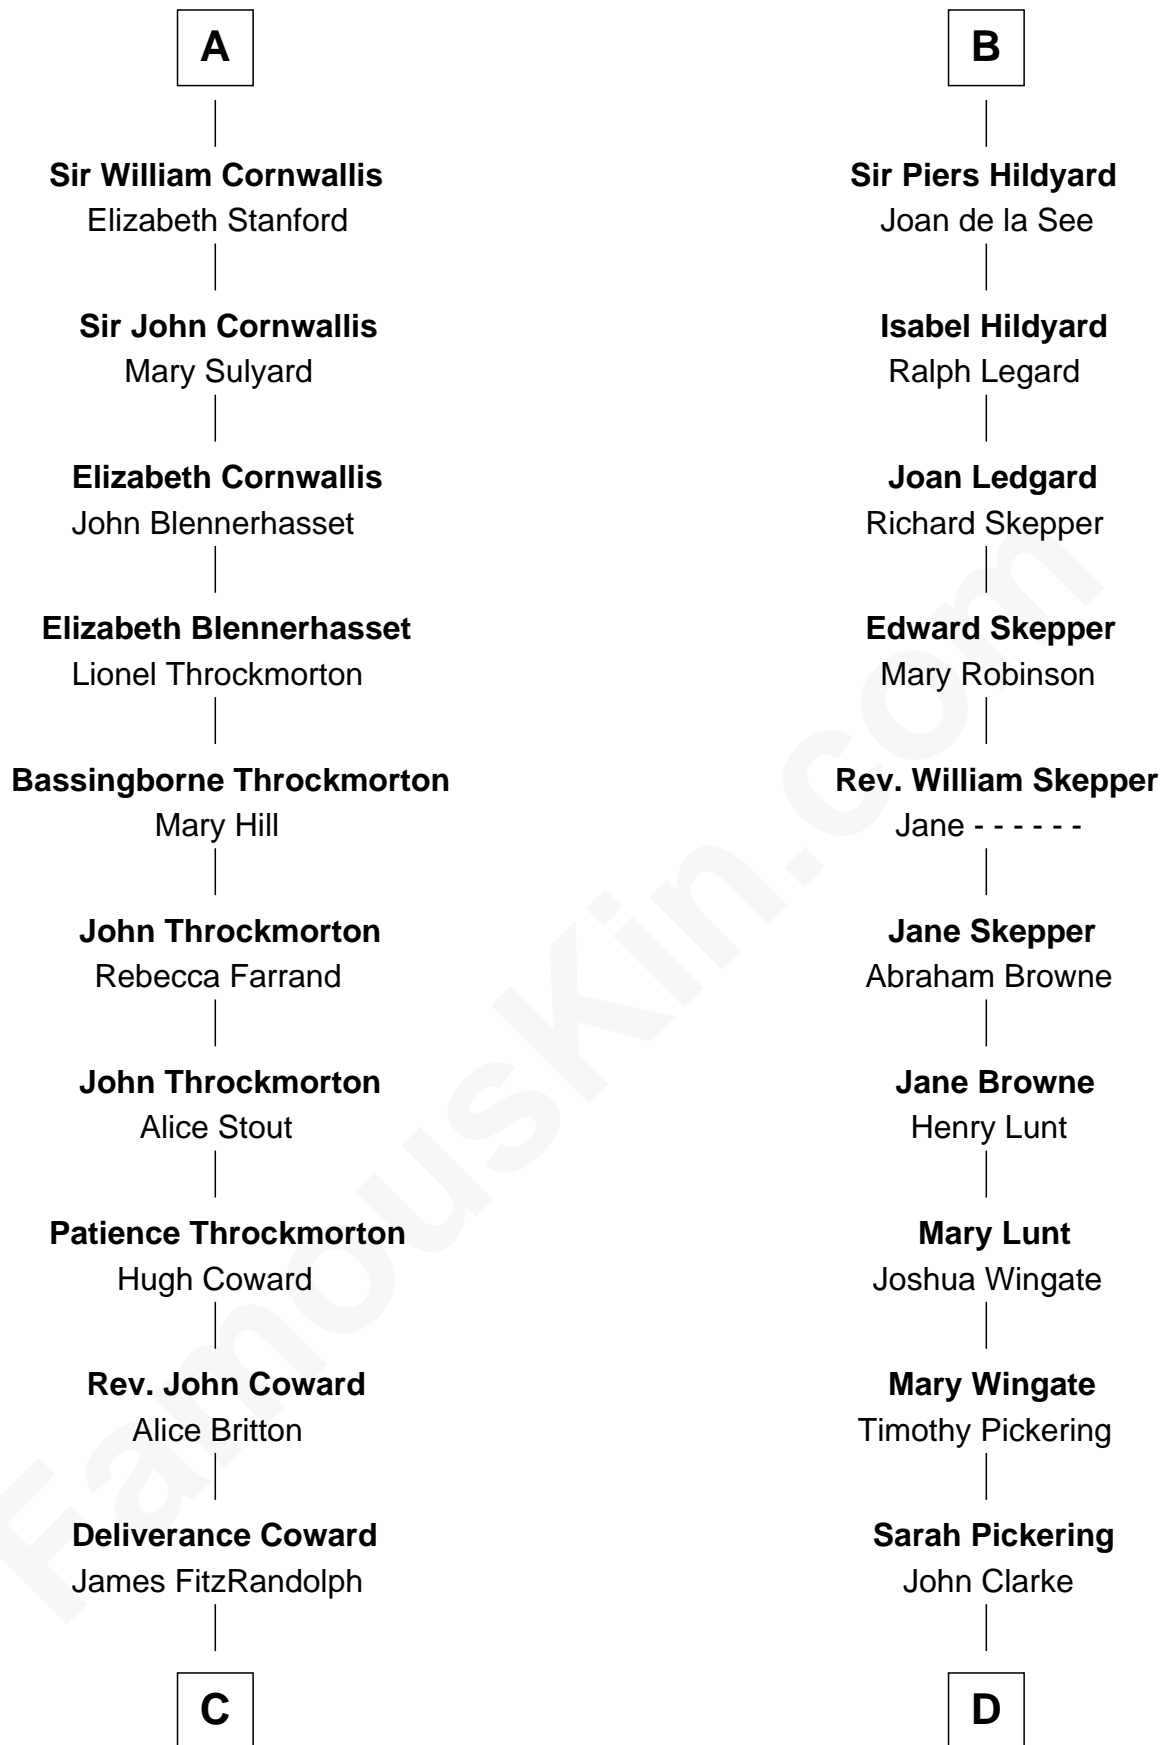 A
Sir William Cornwallis
Elizabeth Stanford
Sir John Cornwallis
Mary Sulyard
Elizabeth Cornwallis
John Blennerhasset
Elizabeth Blennerhasset
Lionel Throckmorton
Bassingborne Throckmorton
Mary Hill
John Throckmorton
Rebecca Farrand
John Throckmorton
Alice Stout
Patience Throckmorton
Hugh Coward
Rev. John Coward
Alice Britton
Deliverance Coward
James FitzRandolph
C
B
Sir Piers Hildyard
Joan de la See
Isabel Hildyard
Ralph Legard
Joan Ledgard
Richard Skepper
Edward Skepper
Mary Robinson
Rev. William Skepper
Jane - - - - - -
Jane Skepper
Abraham Browne
Jane Browne
Henry Lunt
Mary Lunt
Joshua Wingate
Mary Wingate
Timothy Pickering
Sarah Pickering
John Clarke
D
FamousKin.com